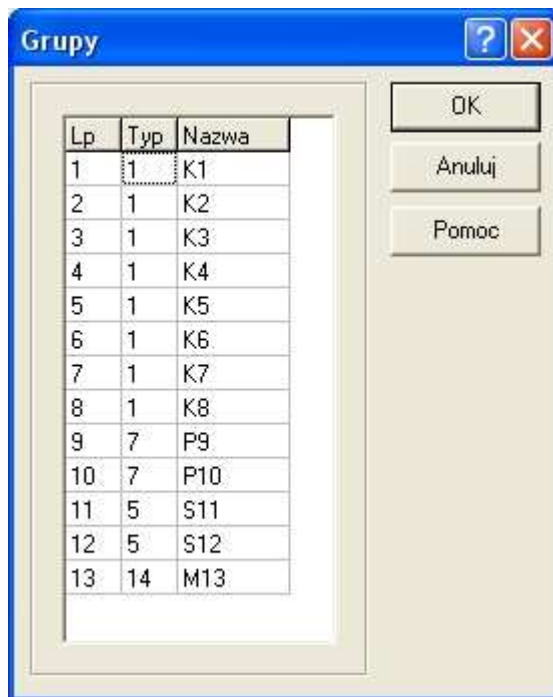 Grupy
OK
Anuluj
Pomoc
Lp Typ Nazwa
1 1 K1
2 1 K2
3 1 K3
4 1 K4
5 1 K5
6 1 K6
7 1 K7
8 1 K8
9 7 P9
10 7 P10
11 5 S11
12 5 S12
13 14 M13